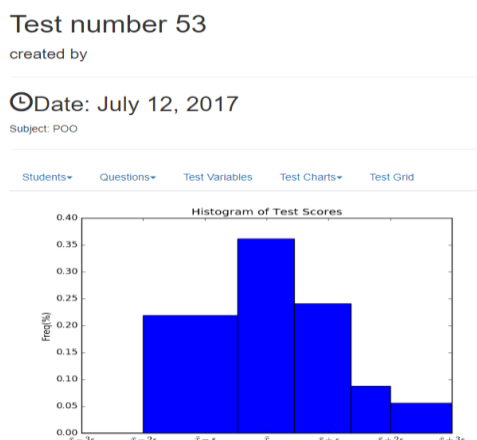 Test number 53
created by
Date: July 12, 2017
Subject: POO
Students Questions Test Variables Test Charts Test Grid
Histogram of Test Scores
0.40
0.35
0.30
0.25
0.20
0.15
0.10
0.05
0.00
Freq(%)